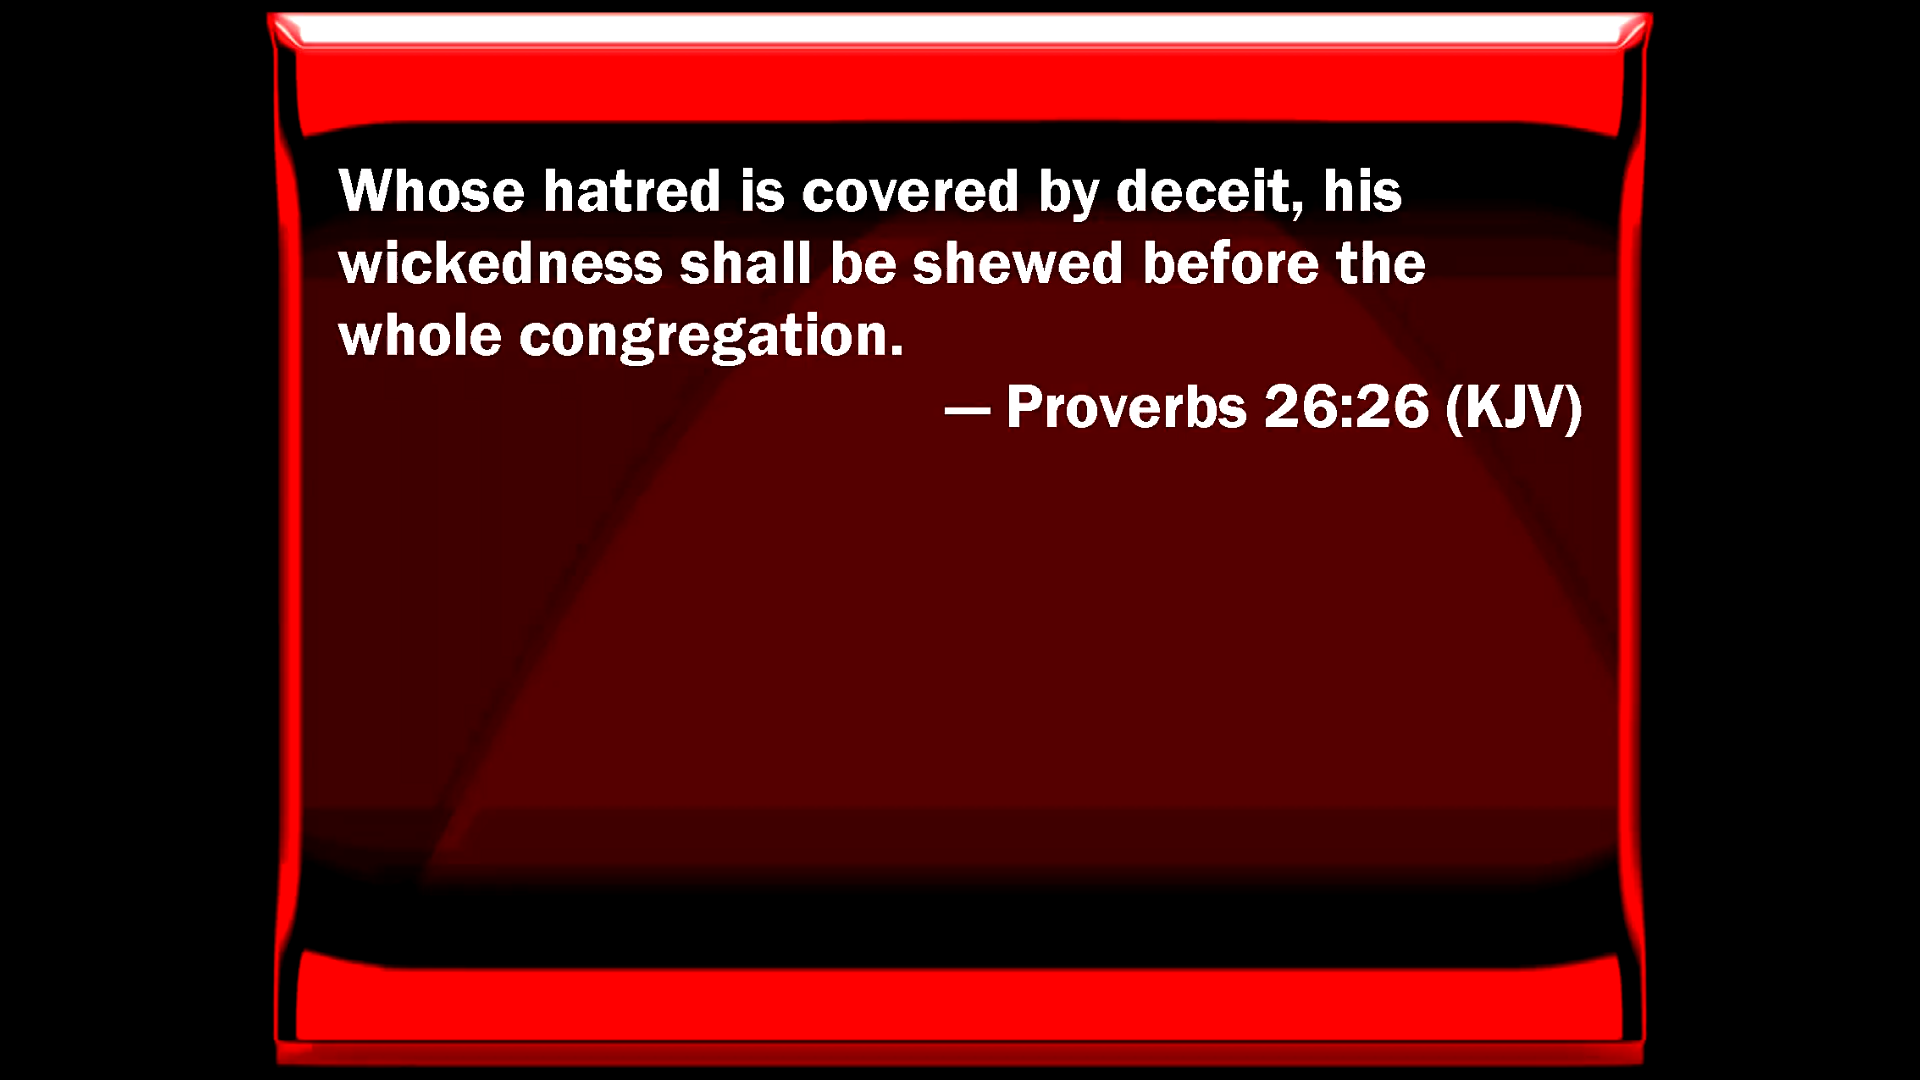 Whose hatred is covered by deceit, his
wickedness shall be shewed before the
whole congregation.
— Proverbs 26:26 (KJV)